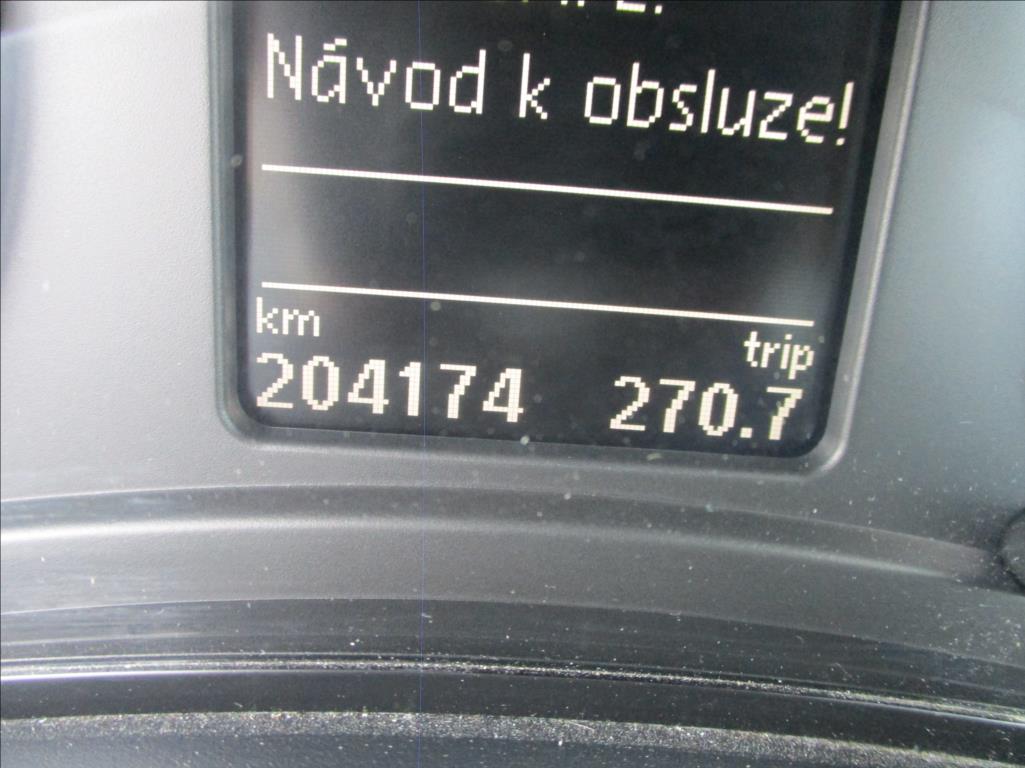 Návod k obsluze!
km
trip
204174 270.7